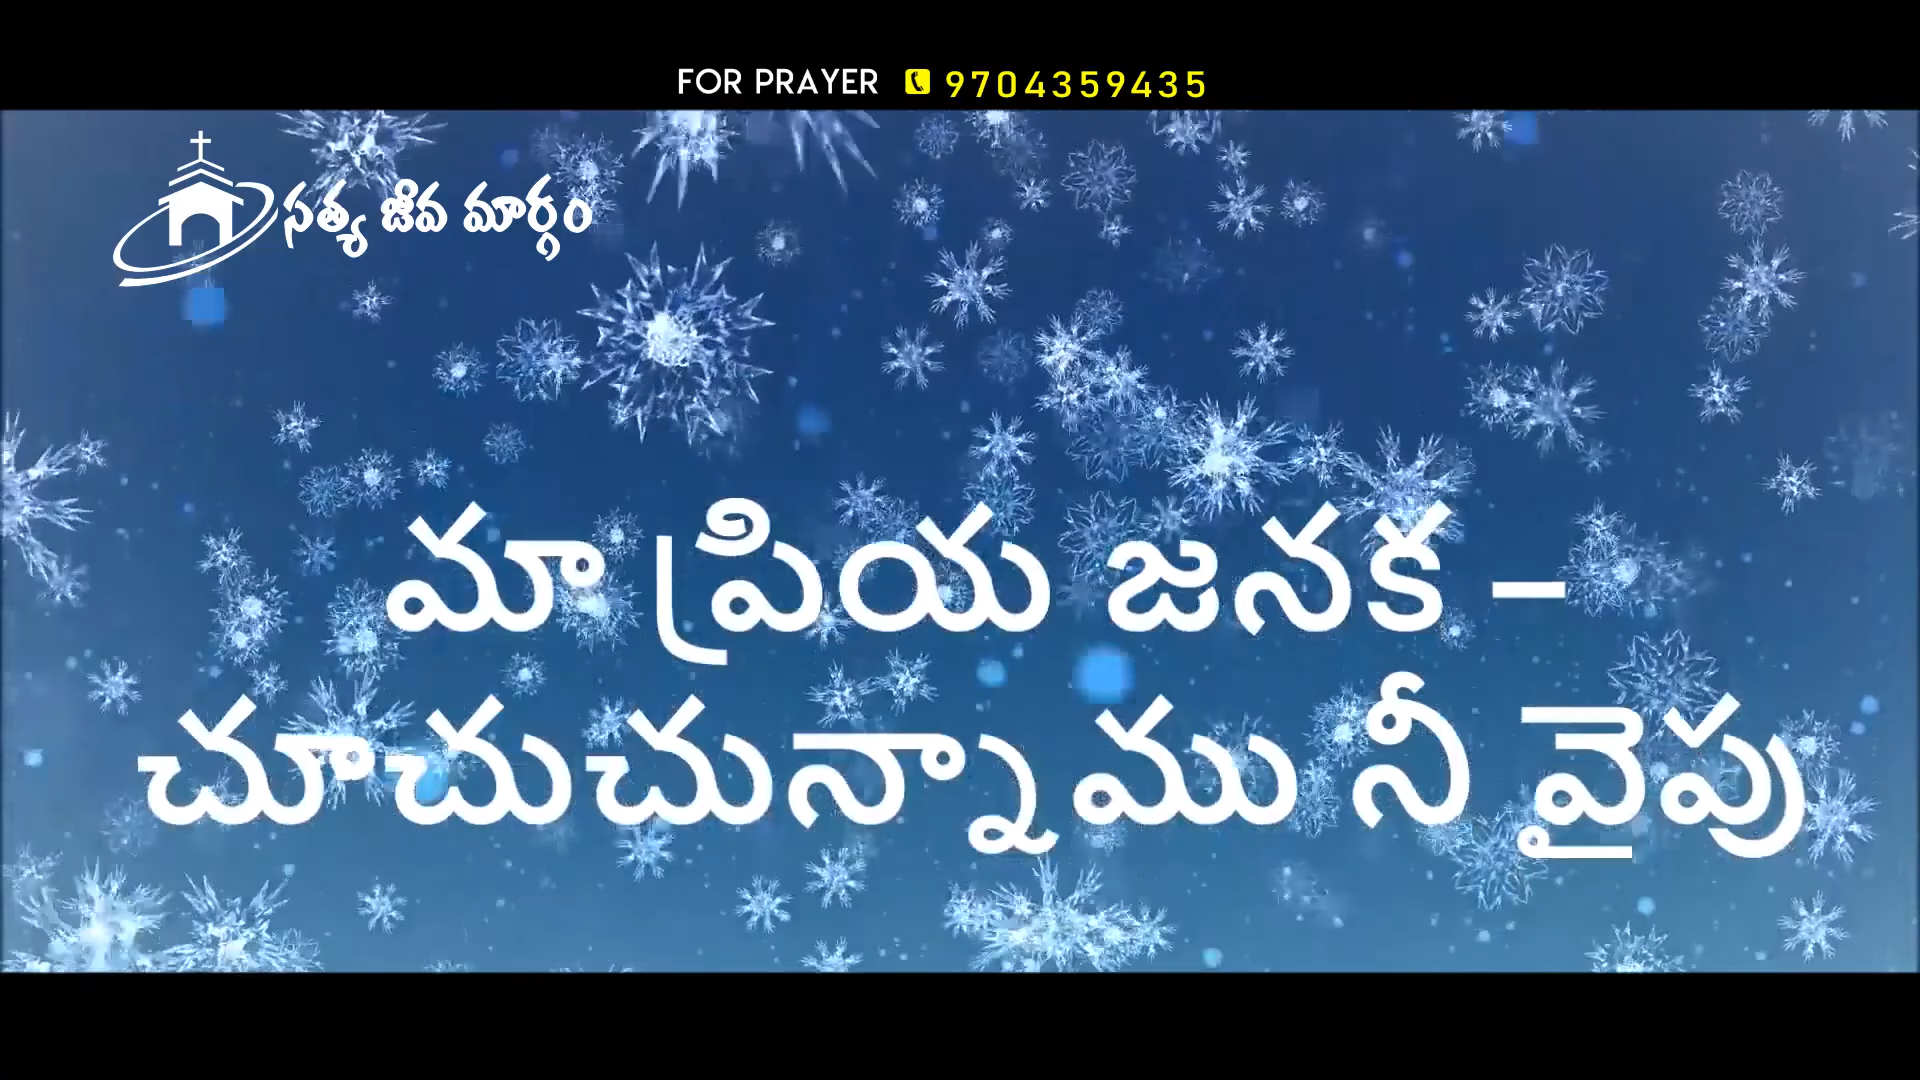 FOR PRAYER 9704359435
సత్య జీవ మార్గం
మా ప్రియ జనక –
చూచుచున్నాము నీ వైపు